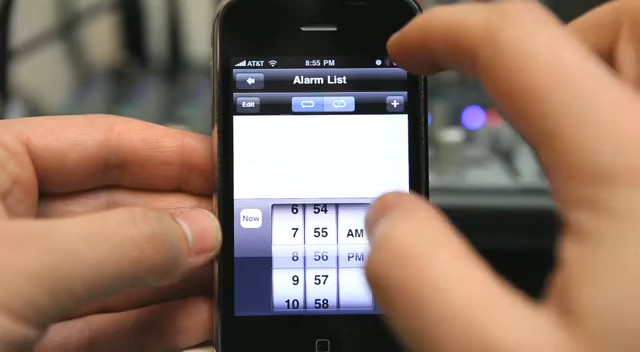 AT&T 8:55 PM
Alarm List
Edit +
Now
6 54
7 55 AM
8 56 PM
9 57
10 58